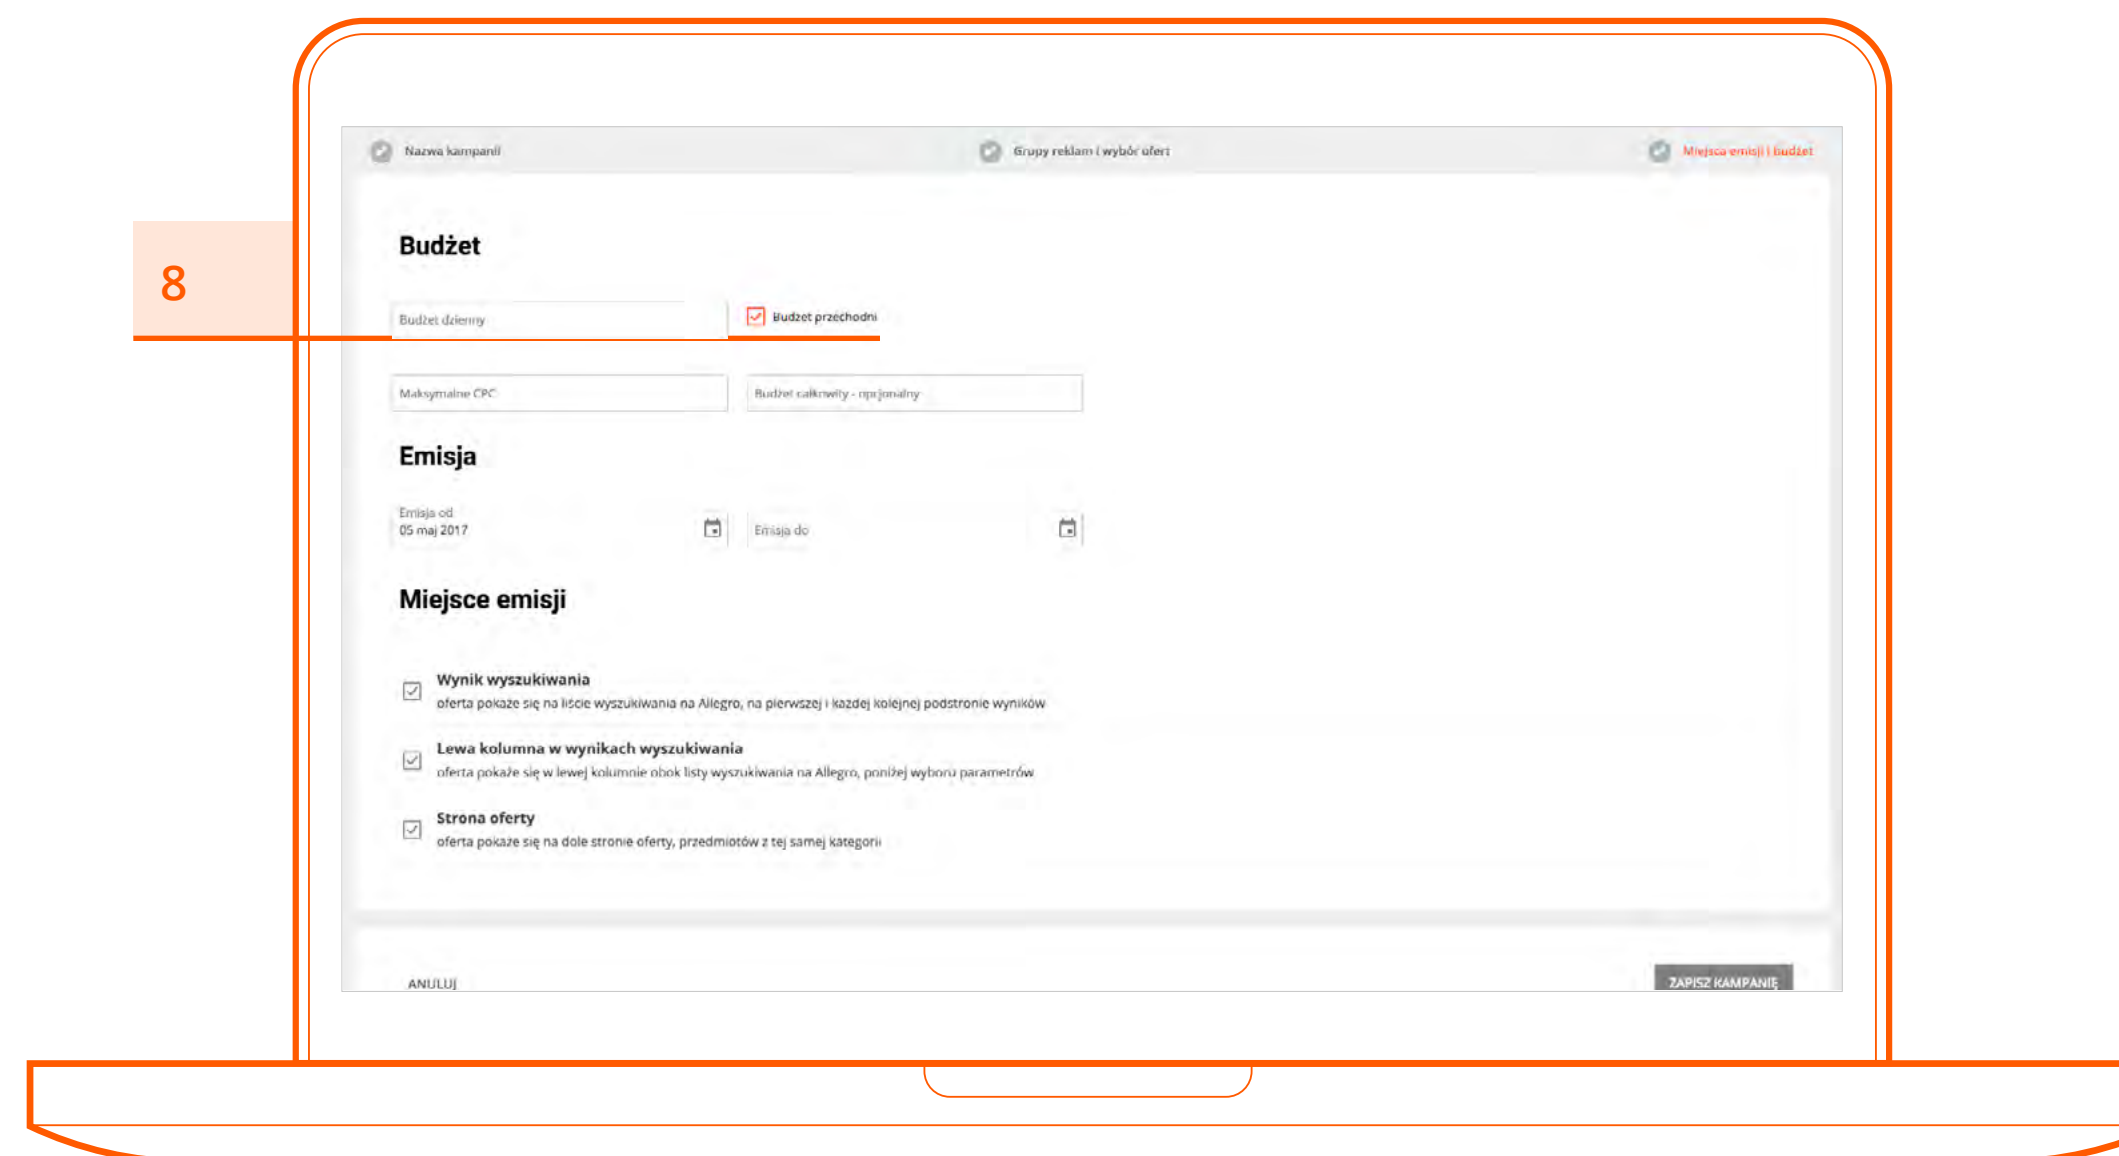 Nazwa kampanii
Grupy reklam i wybór ofert
Miejsca emisji i budżet
8
Budżet
Budżet dzienny
Budżet przechodni
Maksymalne CPC
Budżet całkowity - opcjonalny
Emisja
Emisja od
05 maj 2017
Emisja do
Miejsce emisji
Wynik wyszukiwania
oferta pokaże się na liście wyszukiwania na Allegro, na pierwszej i każdej kolejnej podstronie wyników
Lewa kolumna w wynikach wyszukiwania
oferta pokaże się w lewej kolumnie obok listy wyszukiwania na Allegro, poniżej wyboru parametrów
Strona oferty
oferta pokaże się na dole stronie oferty, przedmiotów z tej samej kategorii
ANULUJ
ZAPISZ KAMPANIĘ